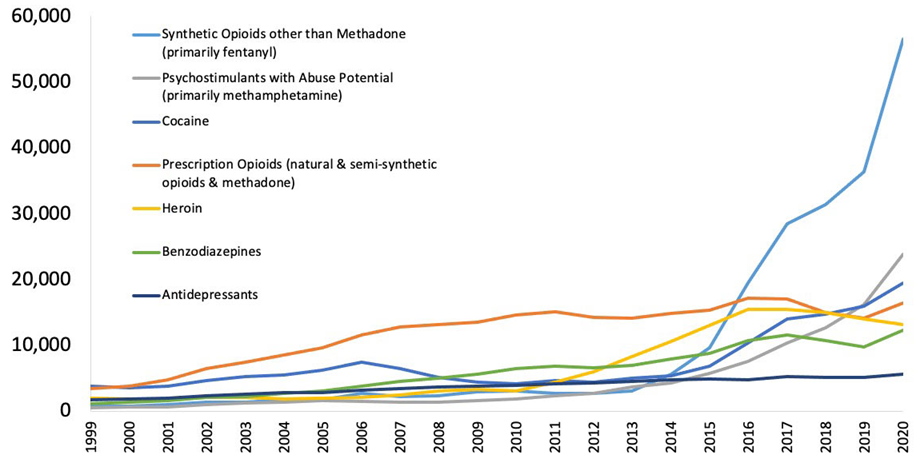 60,000
50,000
40,000
30,000
20,000
10,000
0
Synthetic Opioids other than Methadone
(primarily fentanyl)
Psychostimulants with Abuse Potential
(primarily methamphetamine)
Cocaine
Prescription Opioids (natural & semi-synthetic
opioids & methadone)
Heroin
Benzodiazepines
Antidepressants
1999
2000
2001
2002
2003
2004
2005
2006
2007
2008
2009
2010
2011
2012
2013
2014
2015
2016
2017
2018
2019
2020